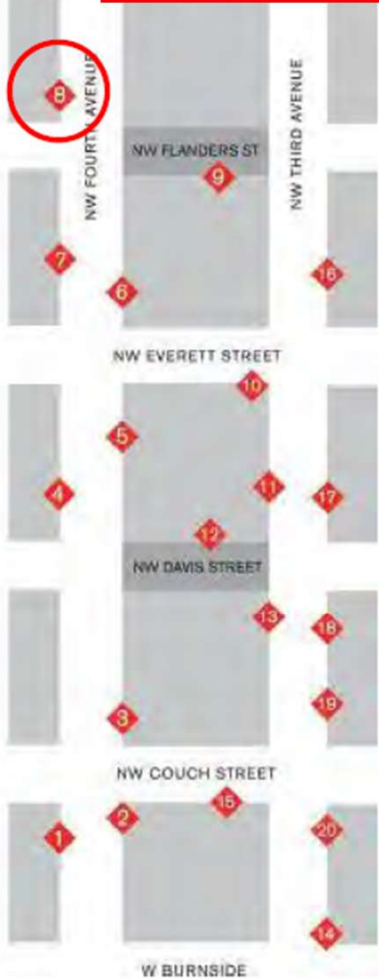 8
NW FOURTH AVENUE
NW THIRD AVENUE
NW FLANDERS ST
9
7
16
6
NW EVERETT STREET
10
5
11
4
17
12
NW DAVIS STREET
13
18
19
3
NW COUCH STREET
15
2
20
1
14
W BURNSIDE